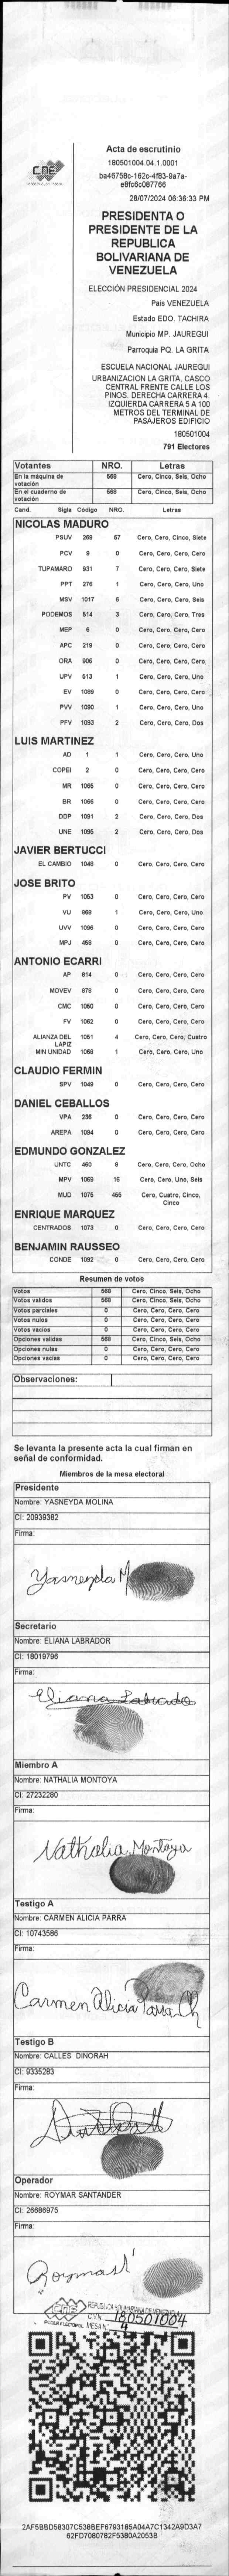 CNE
Acta de escrutinio
180501004.04.1.0001
ba46758c-162c-4f83-9a7a-
e8fc6c087766
28/07/2024 06:36:33 PM
PRESIDENTA O
PRESIDENTE DE LA
REPUBLICA
BOLIVARIANA DE
VENEZUELA
ELECCIÓN PRESIDENCIAL 2024
Pais VENEZUELA
Estado EDO. TACHIRA
Municipio MP. JAUREGUI
Parroquia PQ. LA GRITA
ESCUELA NACIONAL JAUREGUI
URBANIZACION LA GRITA, CASCO
CENTRAL FRENTE CALLE LOS
PINOS. DERECHA CARRERA 4.
IZQUIERDA CARRERA 5 A 100
METROS DEL TERMINAL DE
PASAJEROS EDIFICIO
180501004
791 Electores
Votantes NRO. Letras
En la máquina de votación 568 Cero, Cinco, Seis, Ocho
En el cuaderno de votación 568 Cero, Cinco, Seis, Ocho
Cand. Sigla Código NRO. Letras
NICOLAS MADURO
PSUV 269 57 Cero, Cero, Cinco, Siete
PCV 9 0 Cero, Cero, Cero, Cero
TUPAMARO 931 7 Cero, Cero, Cero, Siete
PPT 276 1 Cero, Cero, Cero, Uno
MSV 1017 6 Cero, Cero, Cero, Seis
PODEMOS 514 3 Cero, Cero, Cero, Tres
MEP 6 0 Cero, Cero, Cero, Cero
APC 219 0 Cero, Cero, Cero, Cero
ORA 906 0 Cero, Cero, Cero, Cero
UPV 513 1 Cero, Cero, Cero, Uno
EV 1089 0 Cero, Cero, Cero, Cero
PVV 1090 1 Cero, Cero, Cero, Uno
PFV 1093 2 Cero, Cero, Cero, Dos
LUIS MARTINEZ
AD 1 1 Cero, Cero, Cero, Uno
COPEI 2 0 Cero, Cero, Cero, Cero
MR 1065 0 Cero, Cero, Cero, Cero
BR 1066 0 Cero, Cero, Cero, Cero
DDP 1091 2 Cero, Cero, Cero, Dos
UNE 1095 2 Cero, Cero, Cero, Dos
JAVIER BERTUCCI
EL CAMBIO 1048 0 Cero, Cero, Cero, Cero
JOSE BRITO
PV 1053 0 Cero, Cero, Cero, Cero
VU 868 1 Cero, Cero, Cero, Uno
UVV 1096 0 Cero, Cero, Cero, Cero
MPJ 458 0 Cero, Cero, Cero, Cero
ANTONIO ECARRI
AP 814 0 Cero, Cero, Cero, Cero
MOVEV 878 0 Cero, Cero, Cero, Cero
CMC 1050 0 Cero, Cero, Cero, Cero
FV 1062 0 Cero, Cero, Cero, Cero
ALIANZA DEL LAPIZ 1051 4 Cero, Cero, Cero, Cuatro
MIN UNIDAD 1058 1 Cero, Cero, Cero, Uno
CLAUDIO FERMIN
SPV 1049 0 Cero, Cero, Cero, Cero
DANIEL CEBALLOS
VPA 236 0 Cero, Cero, Cero, Cero
AREPA 1094 0 Cero, Cero, Cero, Cero
EDMUNDO GONZALEZ
UNTC 460 8 Cero, Cero, Cero, Ocho
MPV 1069 16 Cero, Cero, Uno, Seis
MUD 1075 455 Cero, Cuatro, Cinco,
Cinco
ENRIQUE MARQUEZ
CENTRADOS 1073 0 Cero, Cero, Cero, Cero
BENJAMIN RAUSSEO
CONDE 1092 0 Cero, Cero, Cero, Cero
Resumen de votos
Votos 568 Cero, Cinco, Seis, Ocho
Votos validos 568 Cero, Cinco, Seis, Ocho
Votos parciales 0 Cero, Cero, Cero, Cero
Votos nulos 0 Cero, Cero, Cero, Cero
Votos vacíos 0 Cero, Cero, Cero, Cero
Opciones validas 568 Cero, Cinco, Seis, Ocho
Opciones nulas 0 Cero, Cero, Cero, Cero
Opciones vacías 0 Cero, Cero, Cero, Cero
Observaciones:
Se levanta la presente acta la cual firman en
señal de conformidad.
Miembros de la mesa electoral
Presidente
Nombre: YASNEYDA MOLINA
CI: 20939382
Firma:
Yasneyda M
Secretario
Nombre: ELIANA LABRADOR
CI: 18019796
Firma:
Eliana Labrador
Miembro A
Nombre: NATHALIA MONTOYA
CI: 27232280
Firma:
Nathalia Montoya
Testigo A
Nombre: CARMEN ALICIA PARRA
CI: 10743586
Firma:
Carmen Alicia Parra Ch
Testigo B
Nombre: CALLES DINORAH
CI: 9335283
Firma:
Operador
Nombre: ROYMAR SANTANDER
CI: 26686975
Firma:
CNE
180501004
MESA 4
2AF5BBD58307C538BEF6793185A04A7C1342A9D3A7
62FD7080782F5380A2053B